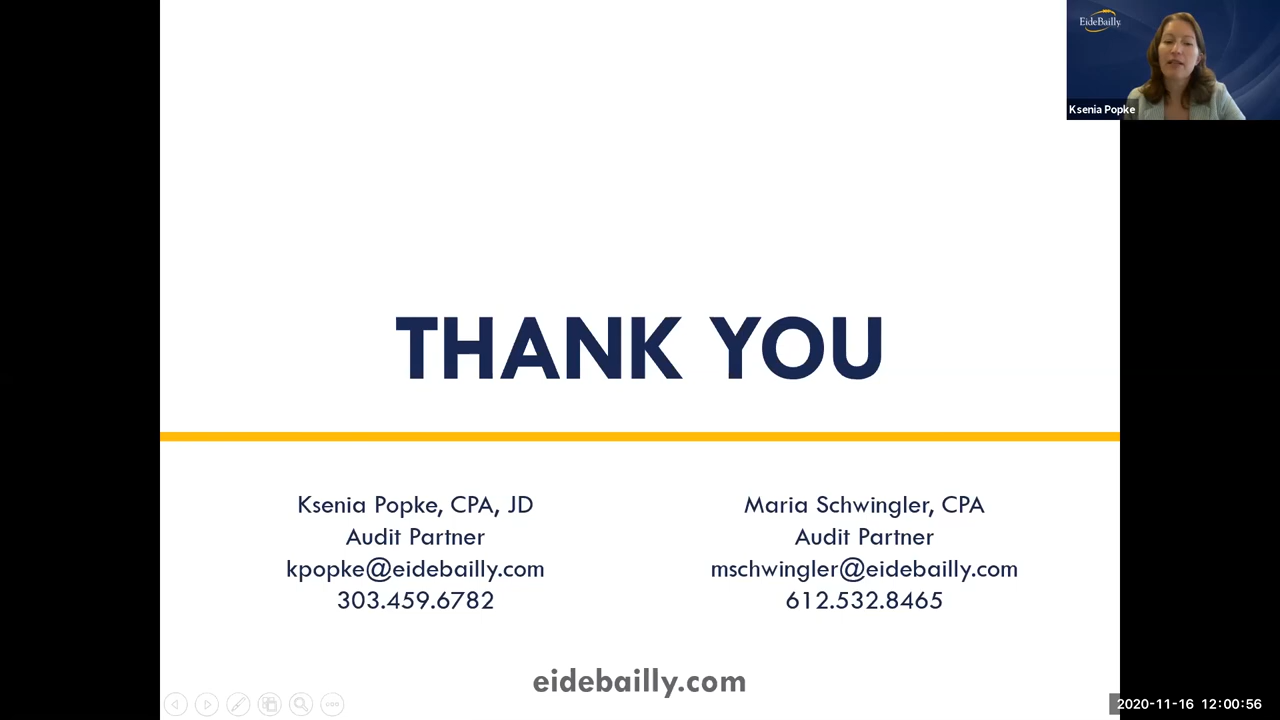 EideBailly
Ksenia Popke
THANK YOU
Ksenia Popke, CPA, JD
Audit Partner
kpopke@eidebailly.com
303.459.6782
Maria Schwingler, CPA
Audit Partner
mschwingler@eidebailly.com
612.532.8465
eidebailly.com
2020-11-16 12:00:56